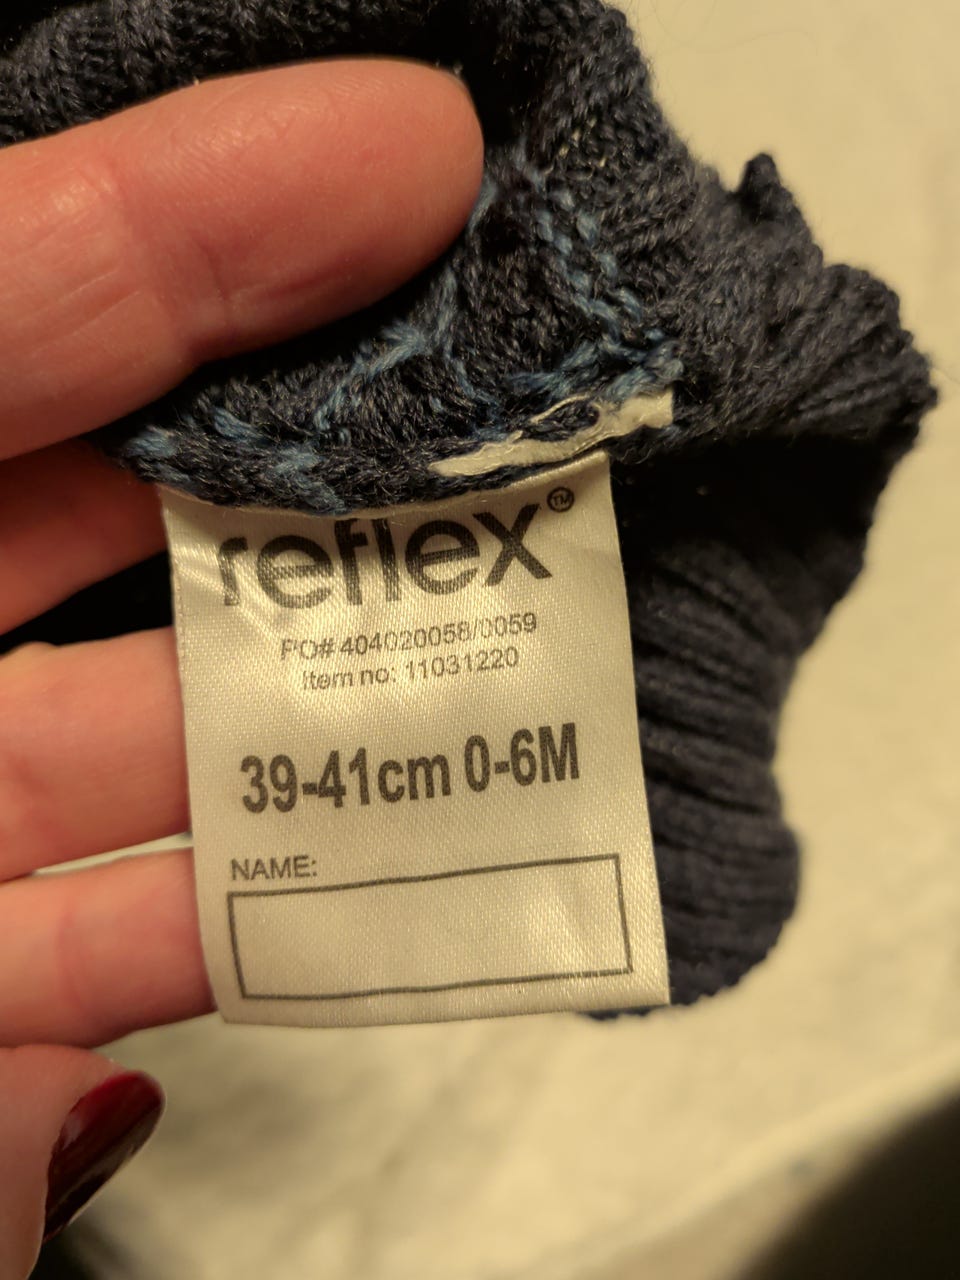 reflex™
PO# 404020058/0059
Item no: 11031220
39-41cm 0-6M
NAME: